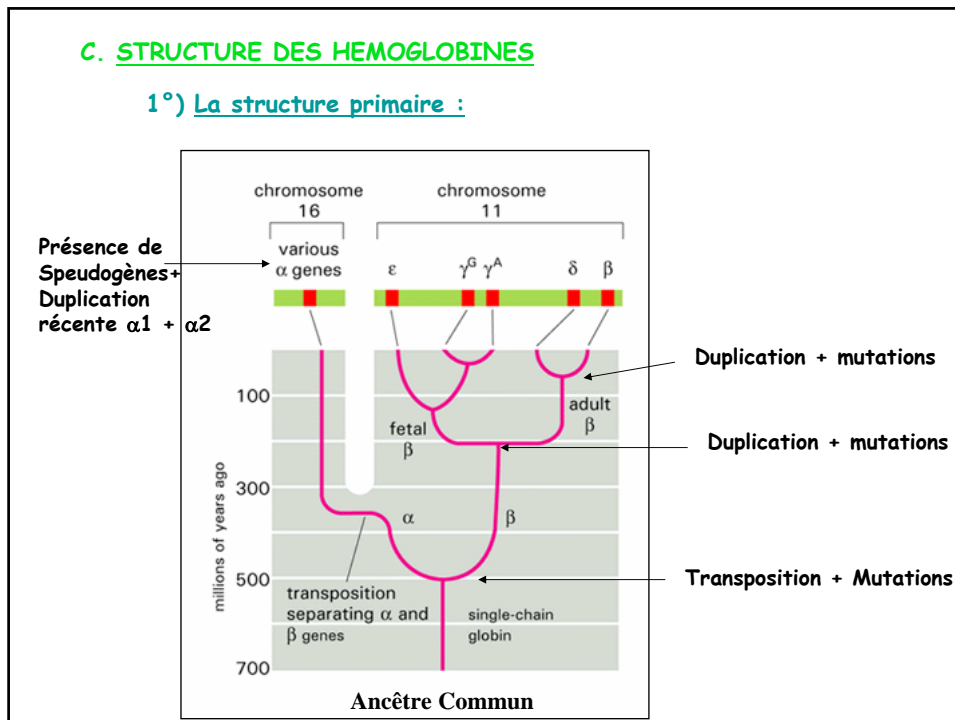 C. STRUCTURE DES HEMOGLOBINES
1°) La structure primaire :
chromosome
16
chromosome
11
Présence de
Speudogènes+
Duplication
récente α1 + α2
various
α genes
ε
γG
γA
δ
β
Duplication + mutations
100
fetal
β
adult
β
Duplication + mutations
300
α
β
millions of years ago
500
Transposition + Mutations
transposition
separating α and
β genes
single-chain
globin
700
Ancêtre Commun